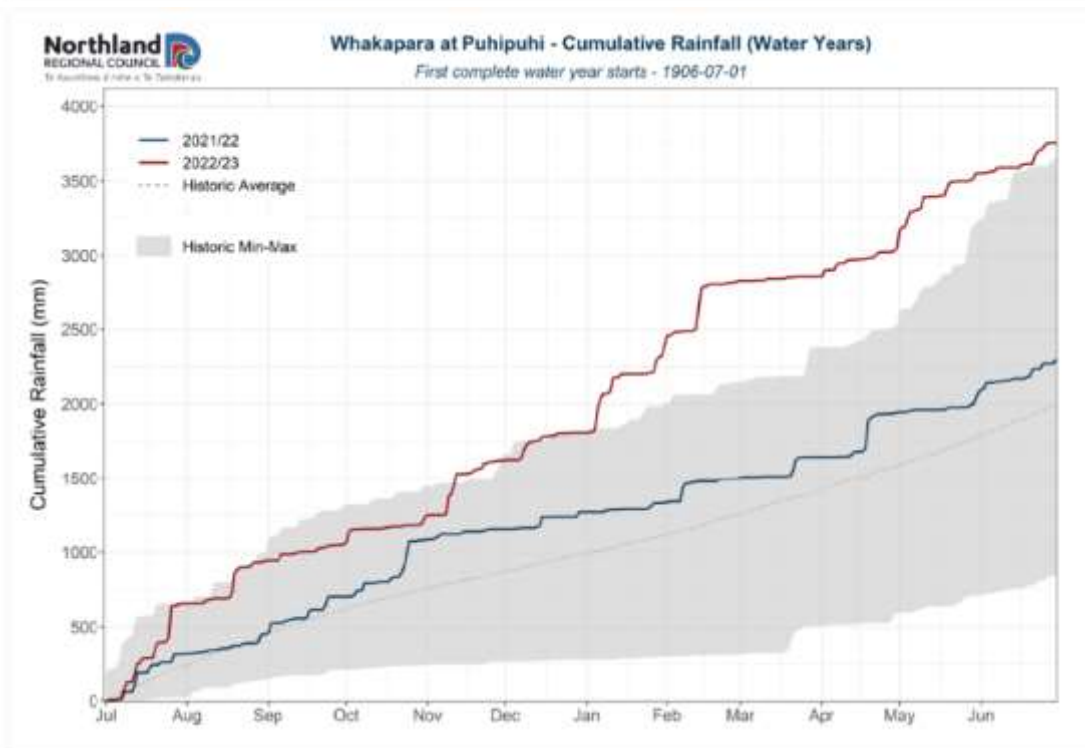 Northland
REGIONAL COUNCIL
Whakapara at Puhipuhi - Cumulative Rainfall (Water Years)
First complete water year starts - 1906-07-01
4000
3500
3000
2500
2000
1500
1000
500
0
Cumulative Rainfall (mm)
2021/22
2022/23
Historic Average
Historic Min-Max
Jul Aug Sep Oct Nov Dec Jan Feb Mar Apr May Jun